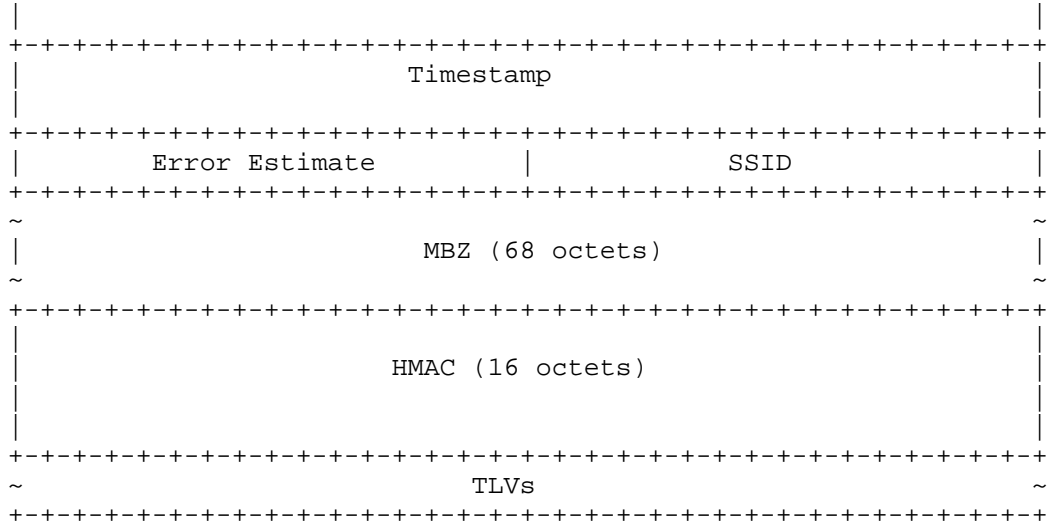 |                                                               |
+-+-+-+-+-+-+-+-+-+-+-+-+-+-+-+-+-+-+-+-+-+-+-+-+-+-+-+-+-+-+-+-+
|                        Timestamp                              |
|                                                               |
+-+-+-+-+-+-+-+-+-+-+-+-+-+-+-+-+-+-+-+-+-+-+-+-+-+-+-+-+-+-+-+-+
|        Error Estimate         |            SSID               |
+-+-+-+-+-+-+-+-+-+-+-+-+-+-+-+-+-+-+-+-+-+-+-+-+-+-+-+-+-+-+-+-+
~                                                               ~
|                         MBZ (68 octets)                       |
~                                                               ~
+-+-+-+-+-+-+-+-+-+-+-+-+-+-+-+-+-+-+-+-+-+-+-+-+-+-+-+-+-+-+-+-+
|                                                               |
|                       HMAC (16 octets)                        |
|                                                               |
|                                                               |
+-+-+-+-+-+-+-+-+-+-+-+-+-+-+-+-+-+-+-+-+-+-+-+-+-+-+-+-+-+-+-+-+
~                            TLVs                               ~
+-+-+-+-+-+-+-+-+-+-+-+-+-+-+-+-+-+-+-+-+-+-+-+-+-+-+-+-+-+-+-+-+